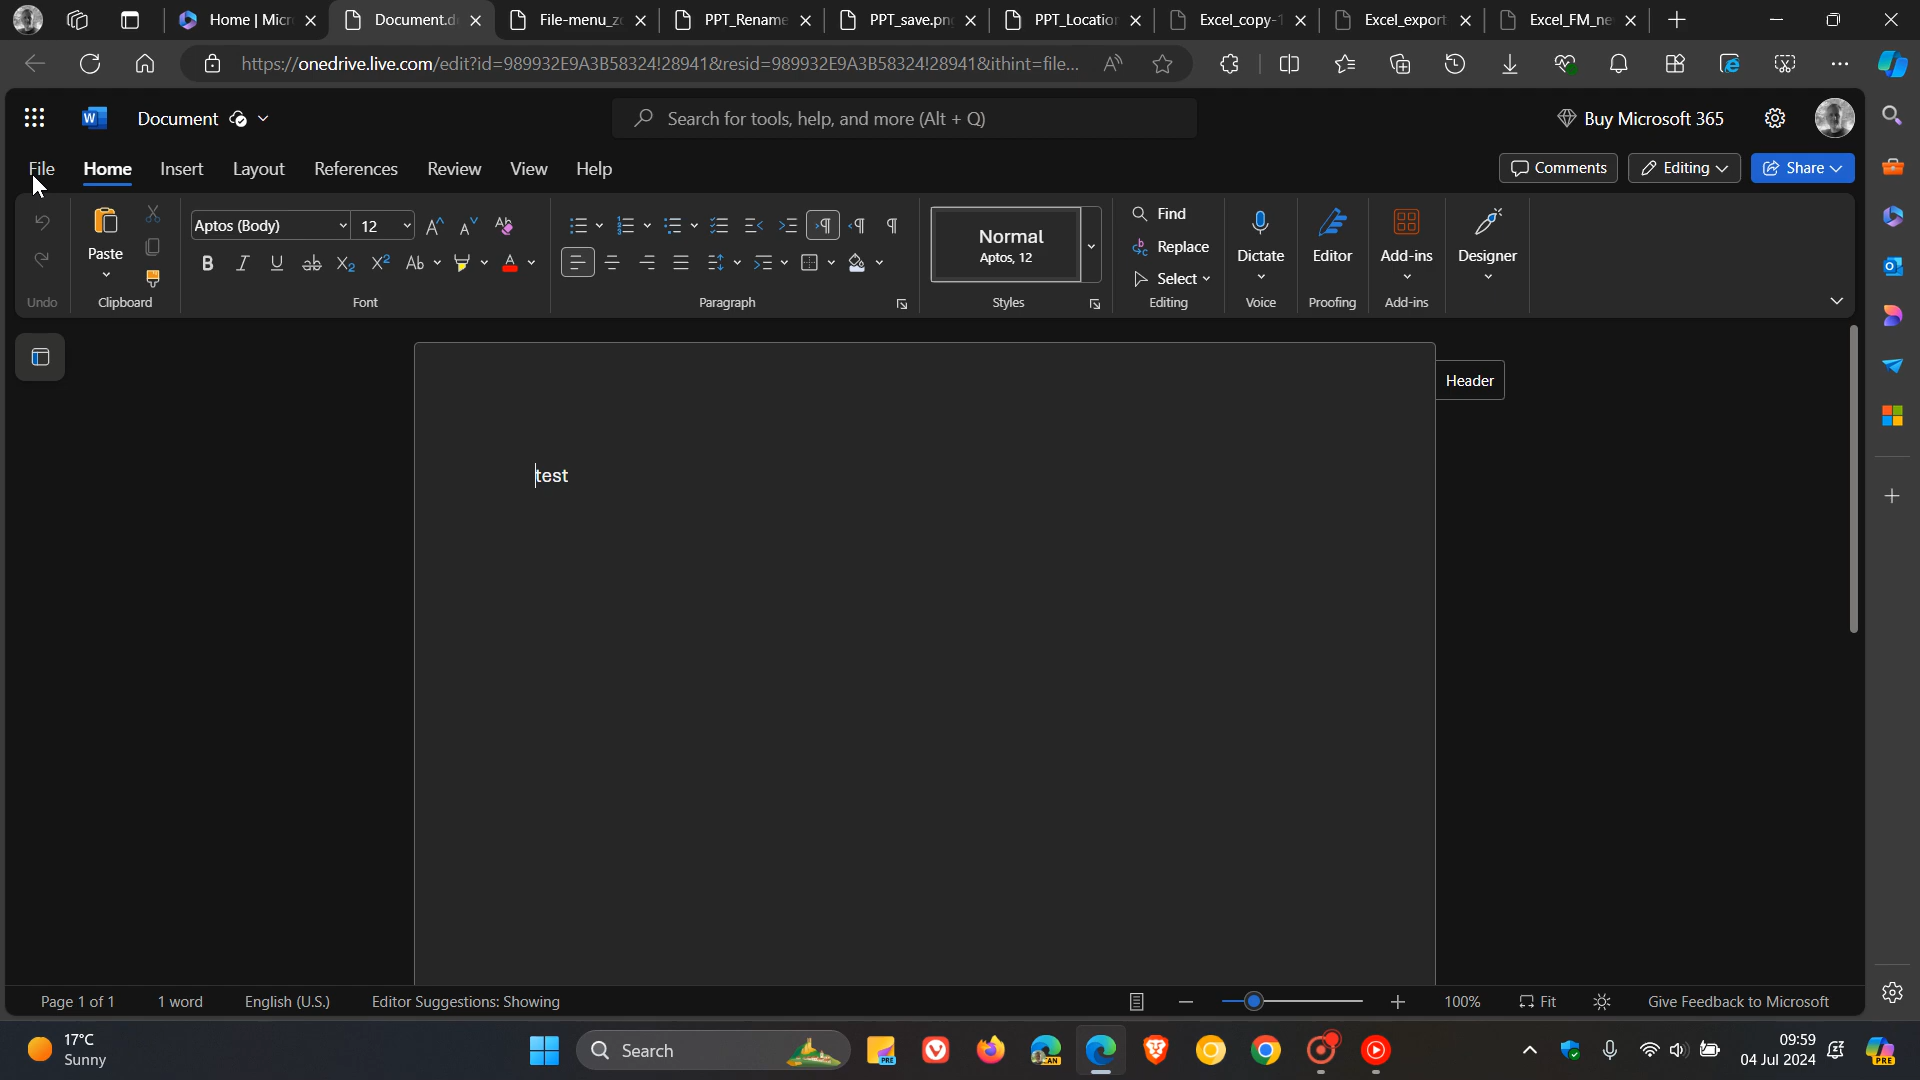 Home | Micr
Document.d
File-menu_z
PPT_Rename
PPT_save.pn
PPT_Location
Excel_copy-1
Excel_export
Excel_FM_ne
https://onedrive.live.com/edit?id=989932E9A3B58324!28941&resid=989932E9A3B58324!28941&ithint=file...
Document
Search for tools, help, and more (Alt + Q)
Buy Microsoft 365
File Home Insert Layout References Review View Help
Comments Editing Share
Paste
Aptos (Body) 12
Normal
Aptos, 12
Find
Replace
Select
Dictate
Editor
Add-ins
Designer
Undo Clipboard Font Paragraph Styles Editing Voice Proofing Add-ins
Header
test
Page 1 of 1 1 word English (U.S.) Editor Suggestions: Showing 100% Fit Give Feedback to Microsoft
17°C
Sunny
Search
09:59
04 Jul 2024